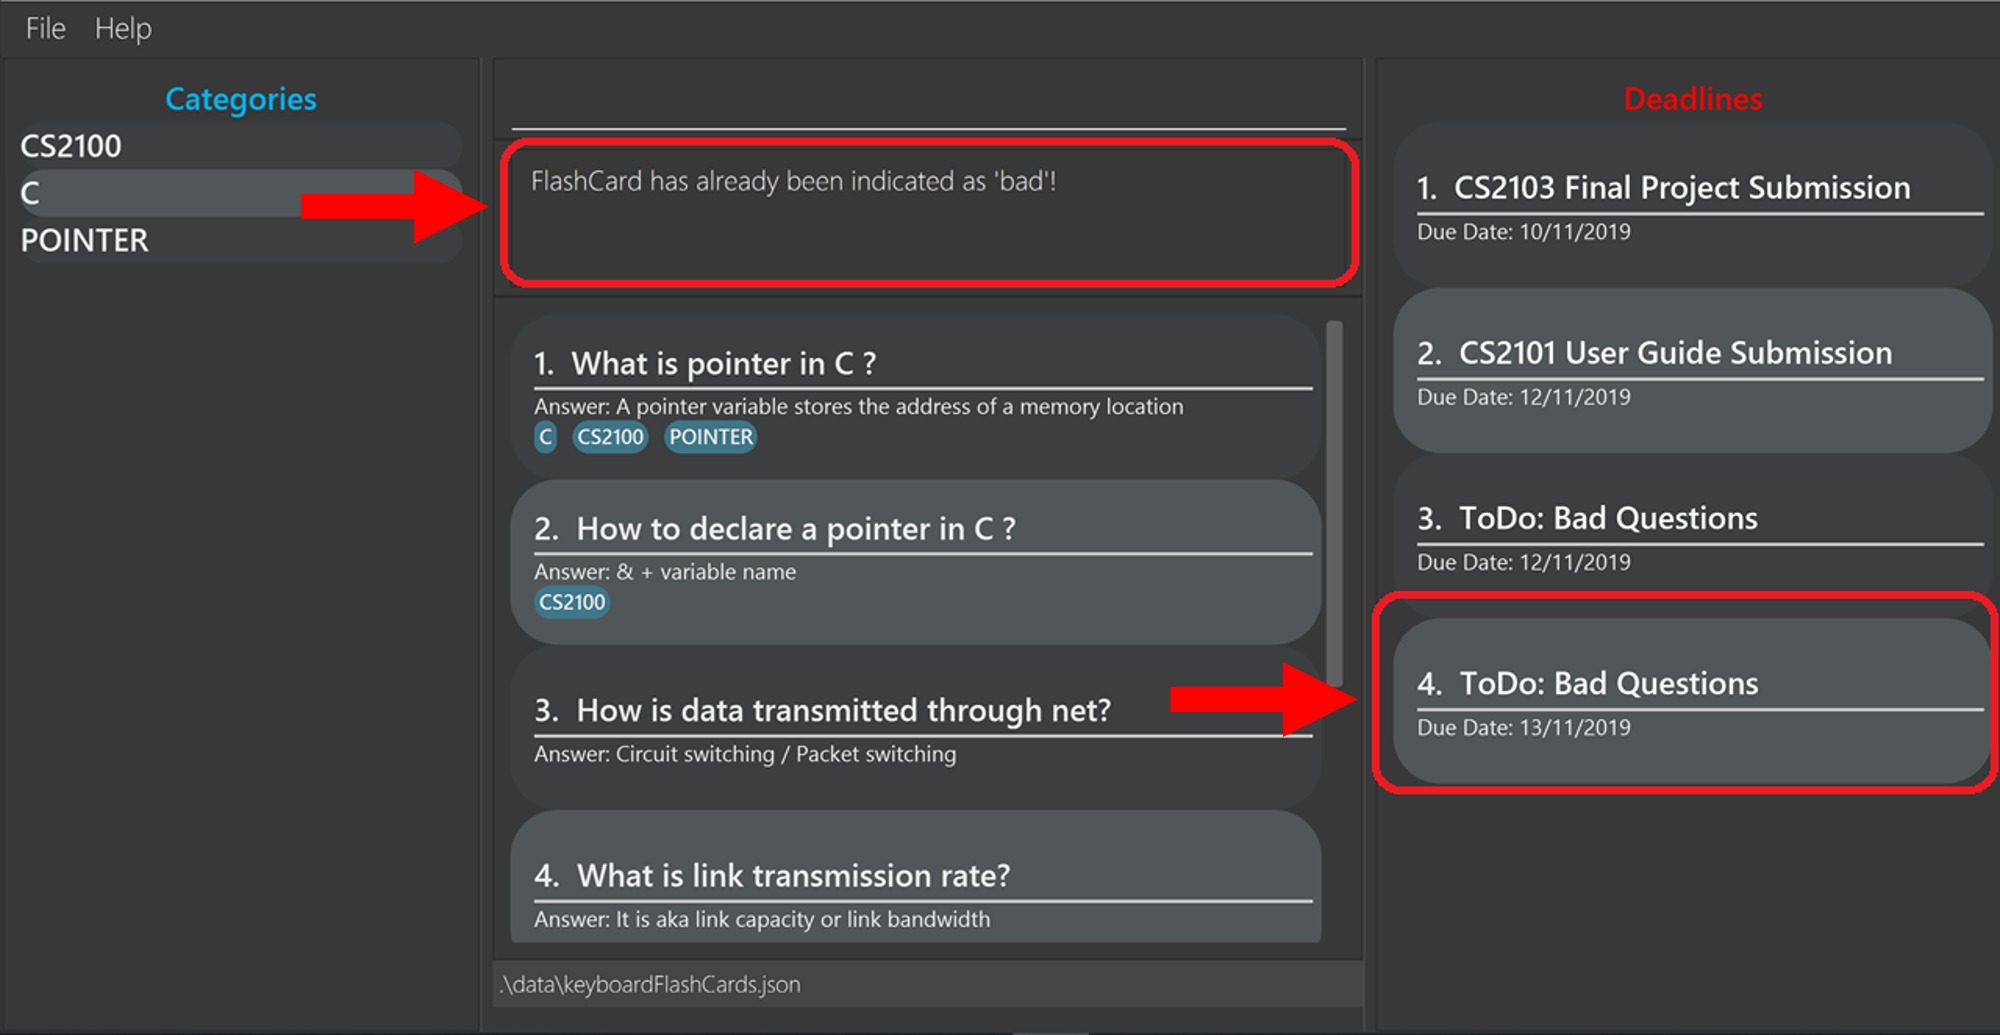 File Help
Categories
CS2100
C
POINTER
FlashCard has already been indicated as 'bad'!
1. What is pointer in C ?
Answer: A pointer variable stores the address of a memory location
C CS2100 POINTER
2. How to declare a pointer in C ?
Answer: & + variable name
CS2100
3. How is data transmitted through net?
Answer: Circuit switching / Packet switching
4. What is link transmission rate?
Answer: It is aka link capacity or link bandwidth
.\data\keyboardFlashCards.json
Deadlines
1. CS2103 Final Project Submission
Due Date: 10/11/2019
2. CS2101 User Guide Submission
Due Date: 12/11/2019
3. ToDo: Bad Questions
Due Date: 12/11/2019
4. ToDo: Bad Questions
Due Date: 13/11/2019